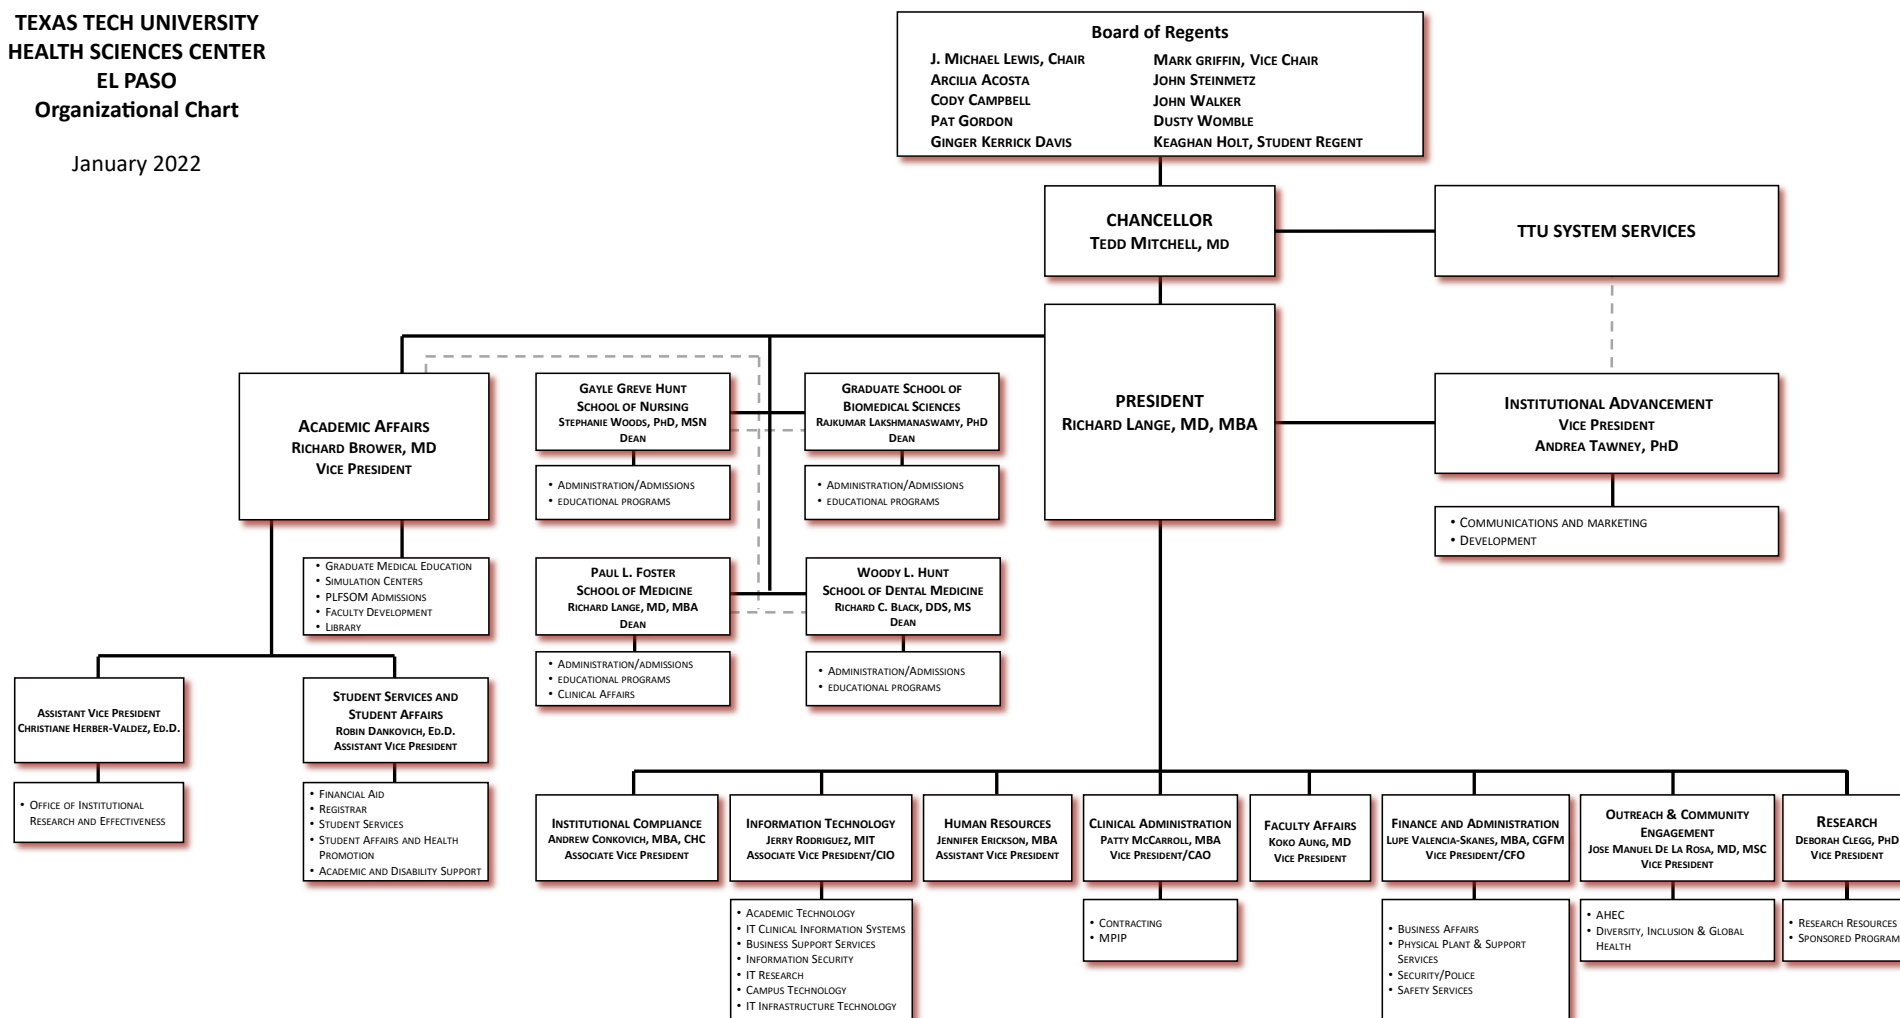 TEXAS TECH UNIVERSITY
HEALTH SCIENCES CENTER
EL PASO
Organizational Chart
January 2022
Board of Regents
J. Michael Lewis, Chair
Arcilia Acosta
Cody Campbell
Pat Gordon
Ginger Kerrick Davis
Mark griffin, Vice Chair
John Steinmetz
John Walker
Dusty Womble
Keaghan Holt, Student Regent
CHANCELLOR
Tedd Mitchell, MD
TTU SYSTEM SERVICES
PRESIDENT
Richard Lange, MD, MBA
Institutional Advancement
Vice President
Andrea Tawney, PhD
• Communications and marketing
• Development
Academic Affairs
Richard Brower, MD
Vice President
• Graduate Medical Education
• Simulation Centers
• PLFSOM Admissions
• Faculty Development
• Library
Gayle Greve Hunt
School of Nursing
Stephanie Woods, PhD, MSN
Dean
• Administration/Admissions
• educational programs
Graduate School of
Biomedical Sciences
Rajkumar Lakshmanaswamy, PhD
Dean
• Administration/Admissions
• educational programs
Paul L. Foster
School of Medicine
Richard Lange, MD, MBA
Dean
• Administration/admissions
• educational programs
• Clinical Affairs
Woody L. Hunt
School of Dental Medicine
Richard C. Black, DDS, MS
Dean
• Administration/Admissions
• educational programs
Assistant Vice President
Christiane Herber-Valdez, Ed.D.
• Office of Institutional
Research and Effectiveness
Student Services and
Student Affairs
Robin Dankovich, Ed.D.
Assistant Vice President
• Financial Aid
• Registrar
• Student Services
• Student Affairs and Health
Promotion
• Academic and Disability Support
Institutional Compliance
Andrew Conkovich, MBA, CHC
Associate Vice President
Information Technology
Jerry Rodriguez, MIT
Associate Vice President/CIO
• Academic Technology
• IT Clinical Information Systems
• Business Support Services
• Information Security
• IT Research
• Campus Technology
• IT Infrastructure Technology
Human Resources
Jennifer Erickson, MBA
Assistant Vice President
Clinical Administration
Patty McCarroll, MBA
Vice President/CAO
• Contracting
• MPIP
Faculty Affairs
Koko Aung, MD
Vice President
Finance and Administration
Lupe Valencia-Skanes, MBA, CGFM
Vice President/CFO
• Business Affairs
• Physical Plant & Support
Services
• Security/Police
• Safety Services
Outreach & Community
Engagement
Jose Manuel De La Rosa, MD, MSC
Vice President
• AHEC
• Diversity, Inclusion & Global
Health
Research
Deborah Clegg, PhD
Vice President
• Research Resources
• Sponsored Program